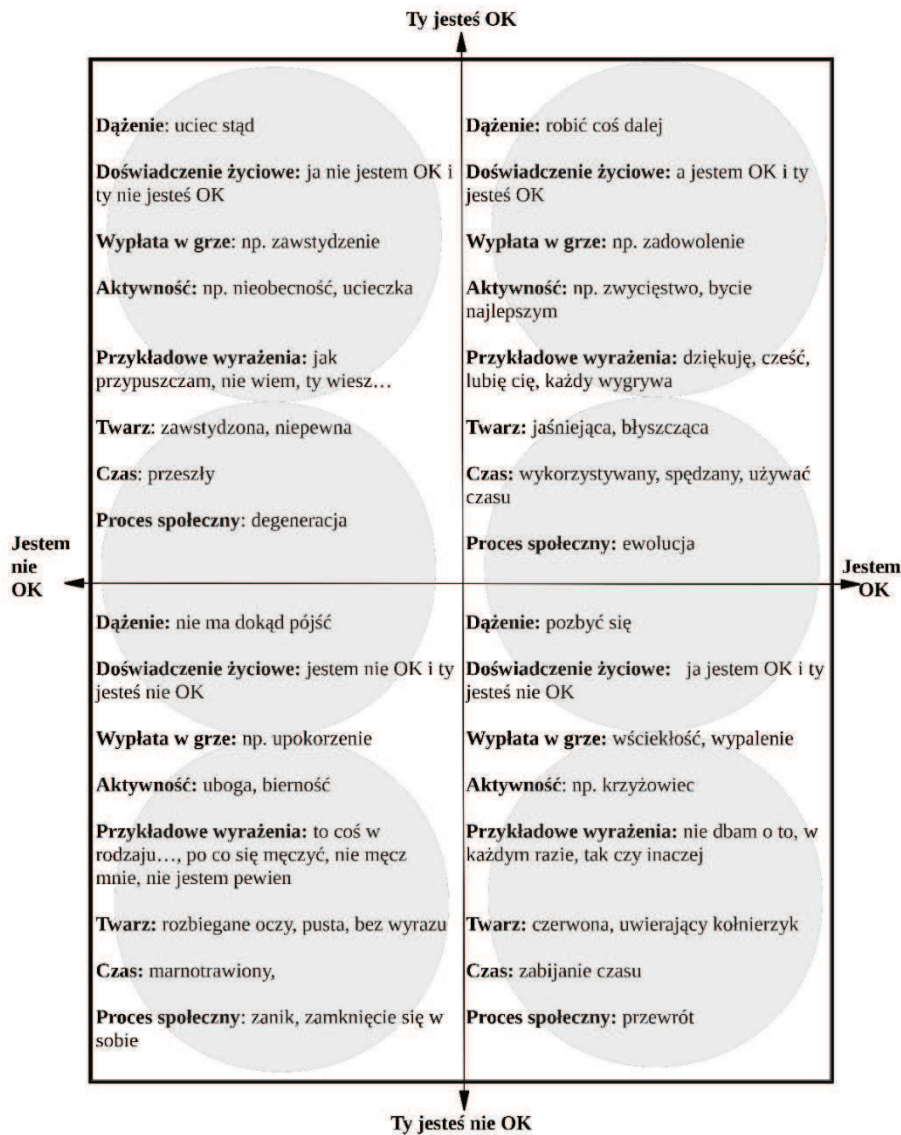 Ty jesteś OK
Dążenie: uciec stąd
Doświadczenie życiowe: ja nie jestem OK i
ty nie jesteś OK
Wypłata w grze: np. zawstydzenie
Aktywność: np. nieobecność, ucieczka
Przykładowe wyrażenia: jak
przypuszczam, nie wiem, ty wiesz…
Twarz: zawstydzona, niepewna
Czas: przeszły
Proces społeczny: degeneracja
Dążenie: robić coś dalej
Doświadczenie życiowe: a jestem OK i ty
jesteś OK
Wypłata w grze: np. zadowolenie
Aktywność: np. zwycięstwo, bycie
najlepszym
Przykładowe wyrażenia: dziękuję, cześć,
lubię cię, każdy wygrywa
Twarz: jaśniejąca, błyszcząca
Czas: wykorzystywany, spędzany, używać
czasu
Proces społeczny: ewolucja
Jestem
nie
OK
Jestem
OK
Dążenie: nie ma dokąd pójść
Doświadczenie życiowe: jestem nie OK i ty
jesteś nie OK
Wypłata w grze: np. upokorzenie
Aktywność: uboga, bierność
Przykładowe wyrażenia: to coś w
rodzaju…, po co się męczyć, nie męcz
mnie, nie jestem pewien
Twarz: rozbiegane oczy, pusta, bez wyrazu
Czas: marnotrawiony,
Proces społeczny: zanik, zamknięcie się w
sobie
Dążenie: pozbyć się
Doświadczenie życiowe: ja jestem OK i ty
jesteś nie OK
Wypłata w grze: wściekłość, wypalenie
Aktywność: np. krzyżowiec
Przykładowe wyrażenia: nie dbam o to, w
każdym razie, tak czy inaczej
Twarz: czerwona, uwierający kołnierzyk
Czas: zabijanie czasu
Proces społeczny: przewrót
Ty jesteś nie OK